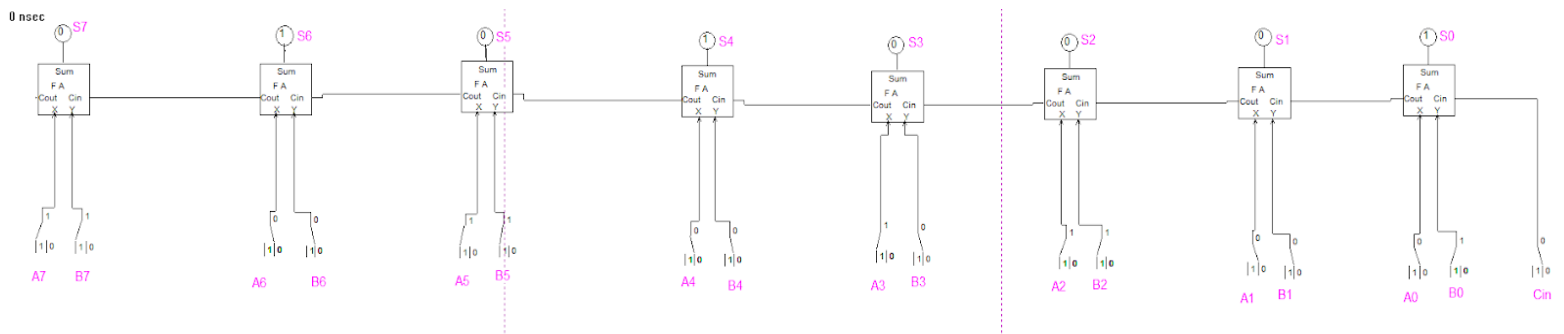 0 nsec
0 S7
1 S6
0 S5
1 S4
0 S3
0 S2
0 S1
1 S0
Sum Sum Sum Sum Sum Sum Sum Sum
F A F A F A F A F A F A F A F A
Cout Cin Cout Cin Cout Cin Cout Cin Cout Cin Cout Cin Cout Cin Cout Cin
X Y X Y X Y X Y X Y X Y X Y X Y
1 1 0 0 1 1 0 0 1 0 1 1 0 0 0 1 0
1 0 1 0 1 0 1 0 1 0 1 0 1 0 1 0 1 0 1 0 1 0 1 0 1 0 1 0 1 0 1 0 1 0
A7 B7 A6 B6 A5 B5 A4 B4 A3 B3 A2 B2 A1 B1 A0 B0 Cin